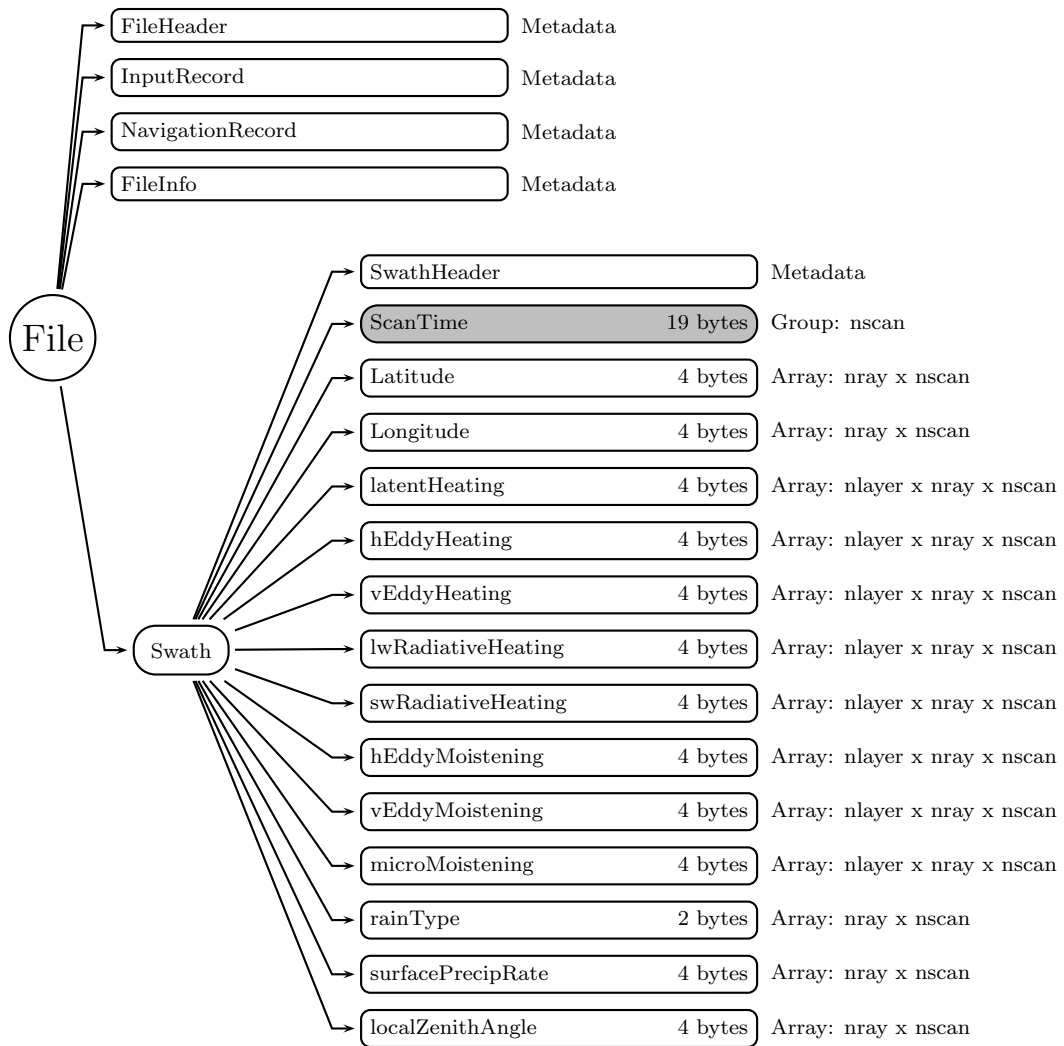 FileHeader Metadata
InputRecord Metadata
NavigationRecord Metadata
FileInfo Metadata
File
SwathHeader Metadata
ScanTime 19 bytes Group: nscan
Latitude 4 bytes Array: nray x nscan
Longitude 4 bytes Array: nray x nscan
latentHeating 4 bytes Array: nlayer x nray x nscan
hEddyHeating 4 bytes Array: nlayer x nray x nscan
vEddyHeating 4 bytes Array: nlayer x nray x nscan
Swath
lwRadiativeHeating 4 bytes Array: nlayer x nray x nscan
swRadiativeHeating 4 bytes Array: nlayer x nray x nscan
hEddyMoistening 4 bytes Array: nlayer x nray x nscan
vEddyMoistening 4 bytes Array: nlayer x nray x nscan
microMoistening 4 bytes Array: nlayer x nray x nscan
rainType 2 bytes Array: nray x nscan
surfacePrecipRate 4 bytes Array: nray x nscan
localZenithAngle 4 bytes Array: nray x nscan